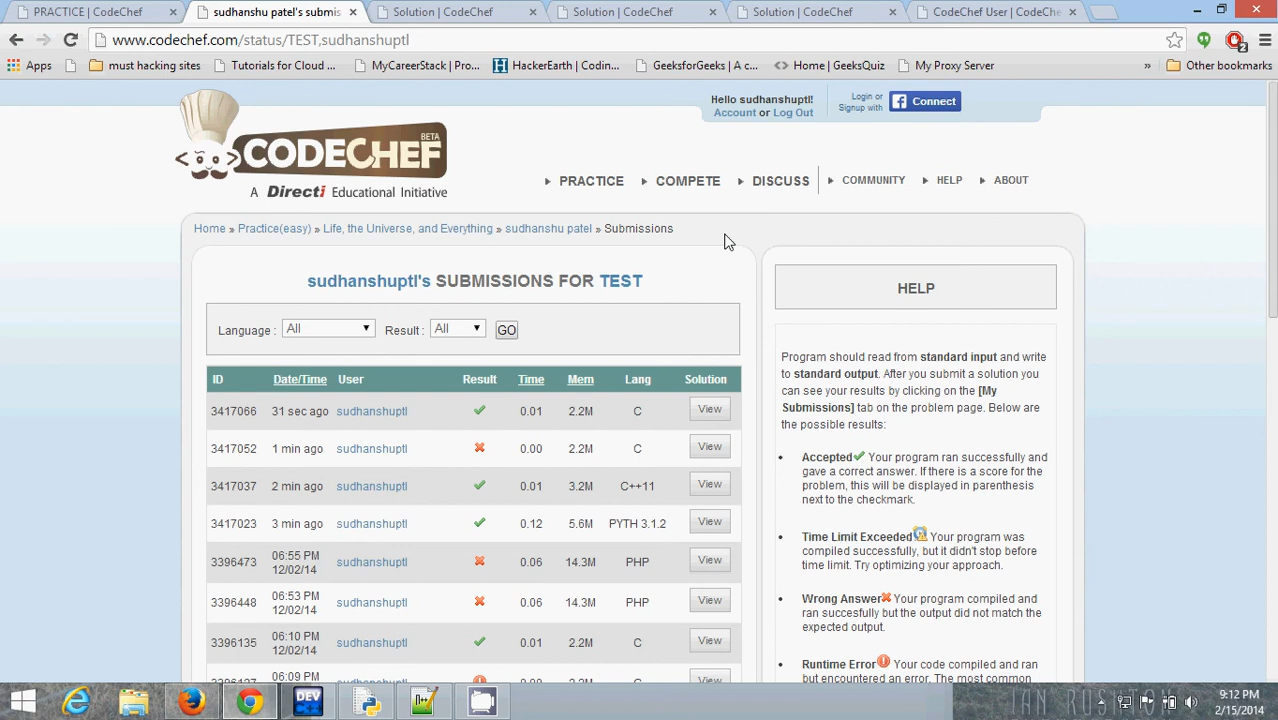 PRACTICE | CodeChef
sudhanshu patel's submis
Solution | CodeChef
Solution | CodeChef
Solution | CodeChef
CodeChef User | CodeChe
www.codechef.com/status/TEST,sudhanshuptl
Apps
must hacking sites
Tutorials for Cloud ...
MyCareerStack | Pro...
HackerEarth | Codin...
GeeksforGeeks | A c...
Home | GeeksQuiz
My Proxy Server
»
Other bookmarks
Hello sudhanshuptl!
Account or Log Out
Login or
Signup with
Connect
CODECHEF
BETA
A Directi Educational Initiative
PRACTICE
COMPETE
DISCUSS
COMMUNITY
HELP
ABOUT
Home » Practice(easy) » Life, the Universe, and Everything » sudhanshu patel » Submissions
sudhanshuptl's SUBMISSIONS FOR TEST
Language : All Result : All GO
ID Date/Time User Result Time Mem Lang Solution
3417066 31 sec ago sudhanshuptl 0.01 2.2M C View
3417052 1 min ago sudhanshuptl 0.00 2.2M C View
3417037 2 min ago sudhanshuptl 0.01 3.2M C++11 View
3417023 3 min ago sudhanshuptl 0.12 5.6M PYTH 3.1.2 View
3396473 06:55 PM 12/02/14 sudhanshuptl 0.06 14.3M PHP View
3396448 06:53 PM 12/02/14 sudhanshuptl 0.06 14.3M PHP View
3396135 06:10 PM 12/02/14 sudhanshuptl 0.01 2.2M C View
06:09 PM
View
HELP
Program should read from standard input and write
to standard output. After you submit a solution you
can see your results by clicking on the [My
Submissions] tab on the problem page. Below are
the possible results:
Accepted Your program ran successfully and
gave a correct answer. If there is a score for the
problem, this will be displayed in parenthesis
next to the checkmark.
Time Limit Exceeded Your program was
compiled successfully, but it didn't stop before
time limit. Try optimizing your approach.
Wrong Answer Your program compiled and
ran succesfully but the output did not match the
expected output.
Runtime Error Your code compiled and ran
but encountered an error. The most common
DEV
IAN RUSHTON
9:12 PM
2/15/2014